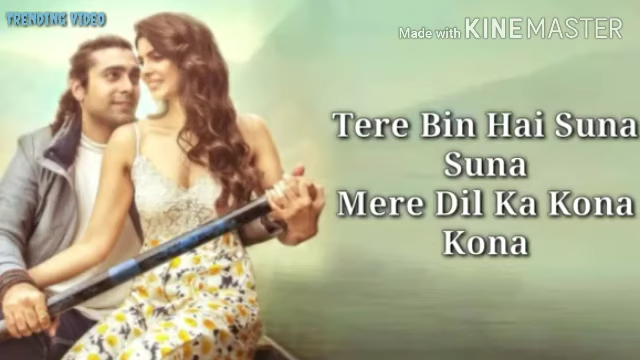 TRENDING VIDEO
Made with KINEMASTER
Tere Bin Hai Suna
Suna
Mere Dil Ka Kona
Kona